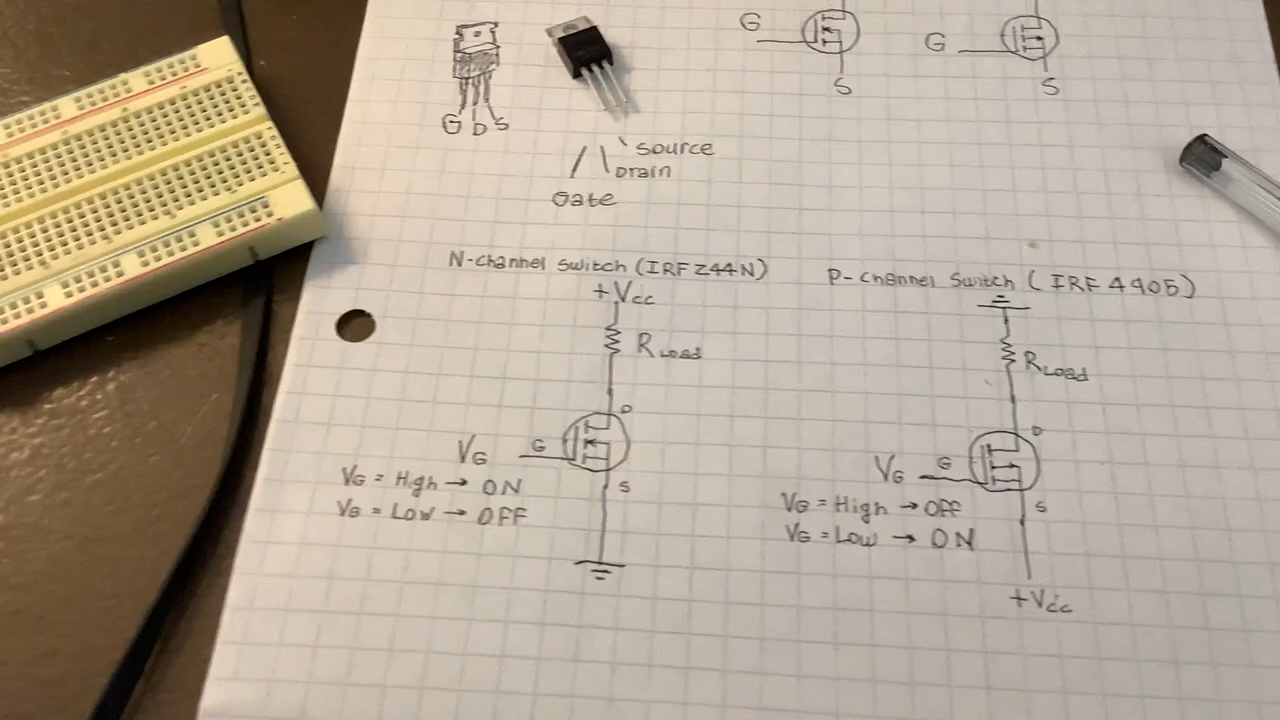 G
S
G
S
G D S
Source
Drain
Gate
N-channel Switch (IRFZ44N)
+Vcc
RLoad
D
G
S
VG
VG = High → ON
VG = Low → OFF
P-channel Switch (IRF4905)
RLoad
D
G
S
VG
VG = High → OFF
VG = Low → ON
+Vcc